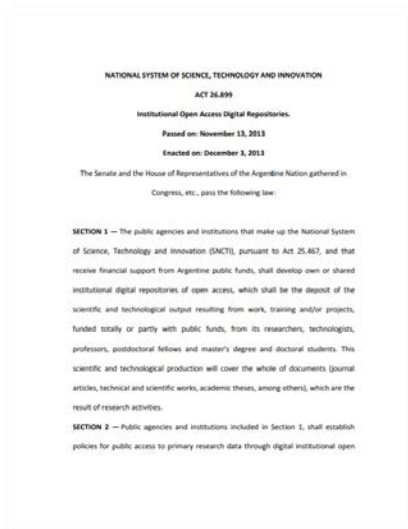 NATIONAL SYSTEM OF SCIENCE, TECHNOLOGY AND INNOVATION
ACT 26.899
Institutional Open Access Digital Repositories.
Passed on: November 13, 2013
Enacted on: December 3, 2013
The Senate and the House of Representatives of the Argentine Nation gathered in
Congress, etc., pass the following law:
SECTION 1 — The public agencies and institutions that make up the National System
of Science, Technology and Innovation (SNCTI), pursuant to Act 25.467, and that
receive financial support from Argentine public funds, shall develop own or shared
institutional digital repositories of open access, which shall be the deposit of the
scientific and technological output resulting from work, training and/or projects,
funded totally or partly with public funds, from its researchers, technologists,
professors, postdoctoral fellows and master's degree and doctoral students. This
scientific and technological production will cover the whole of documents (journal
articles, technical and scientific works, academic theses, among others), which are the
result of research activities.
SECTION 2 — Public agencies and institutions included in Section 1, shall establish
policies for public access to primary research data through digital institutional open